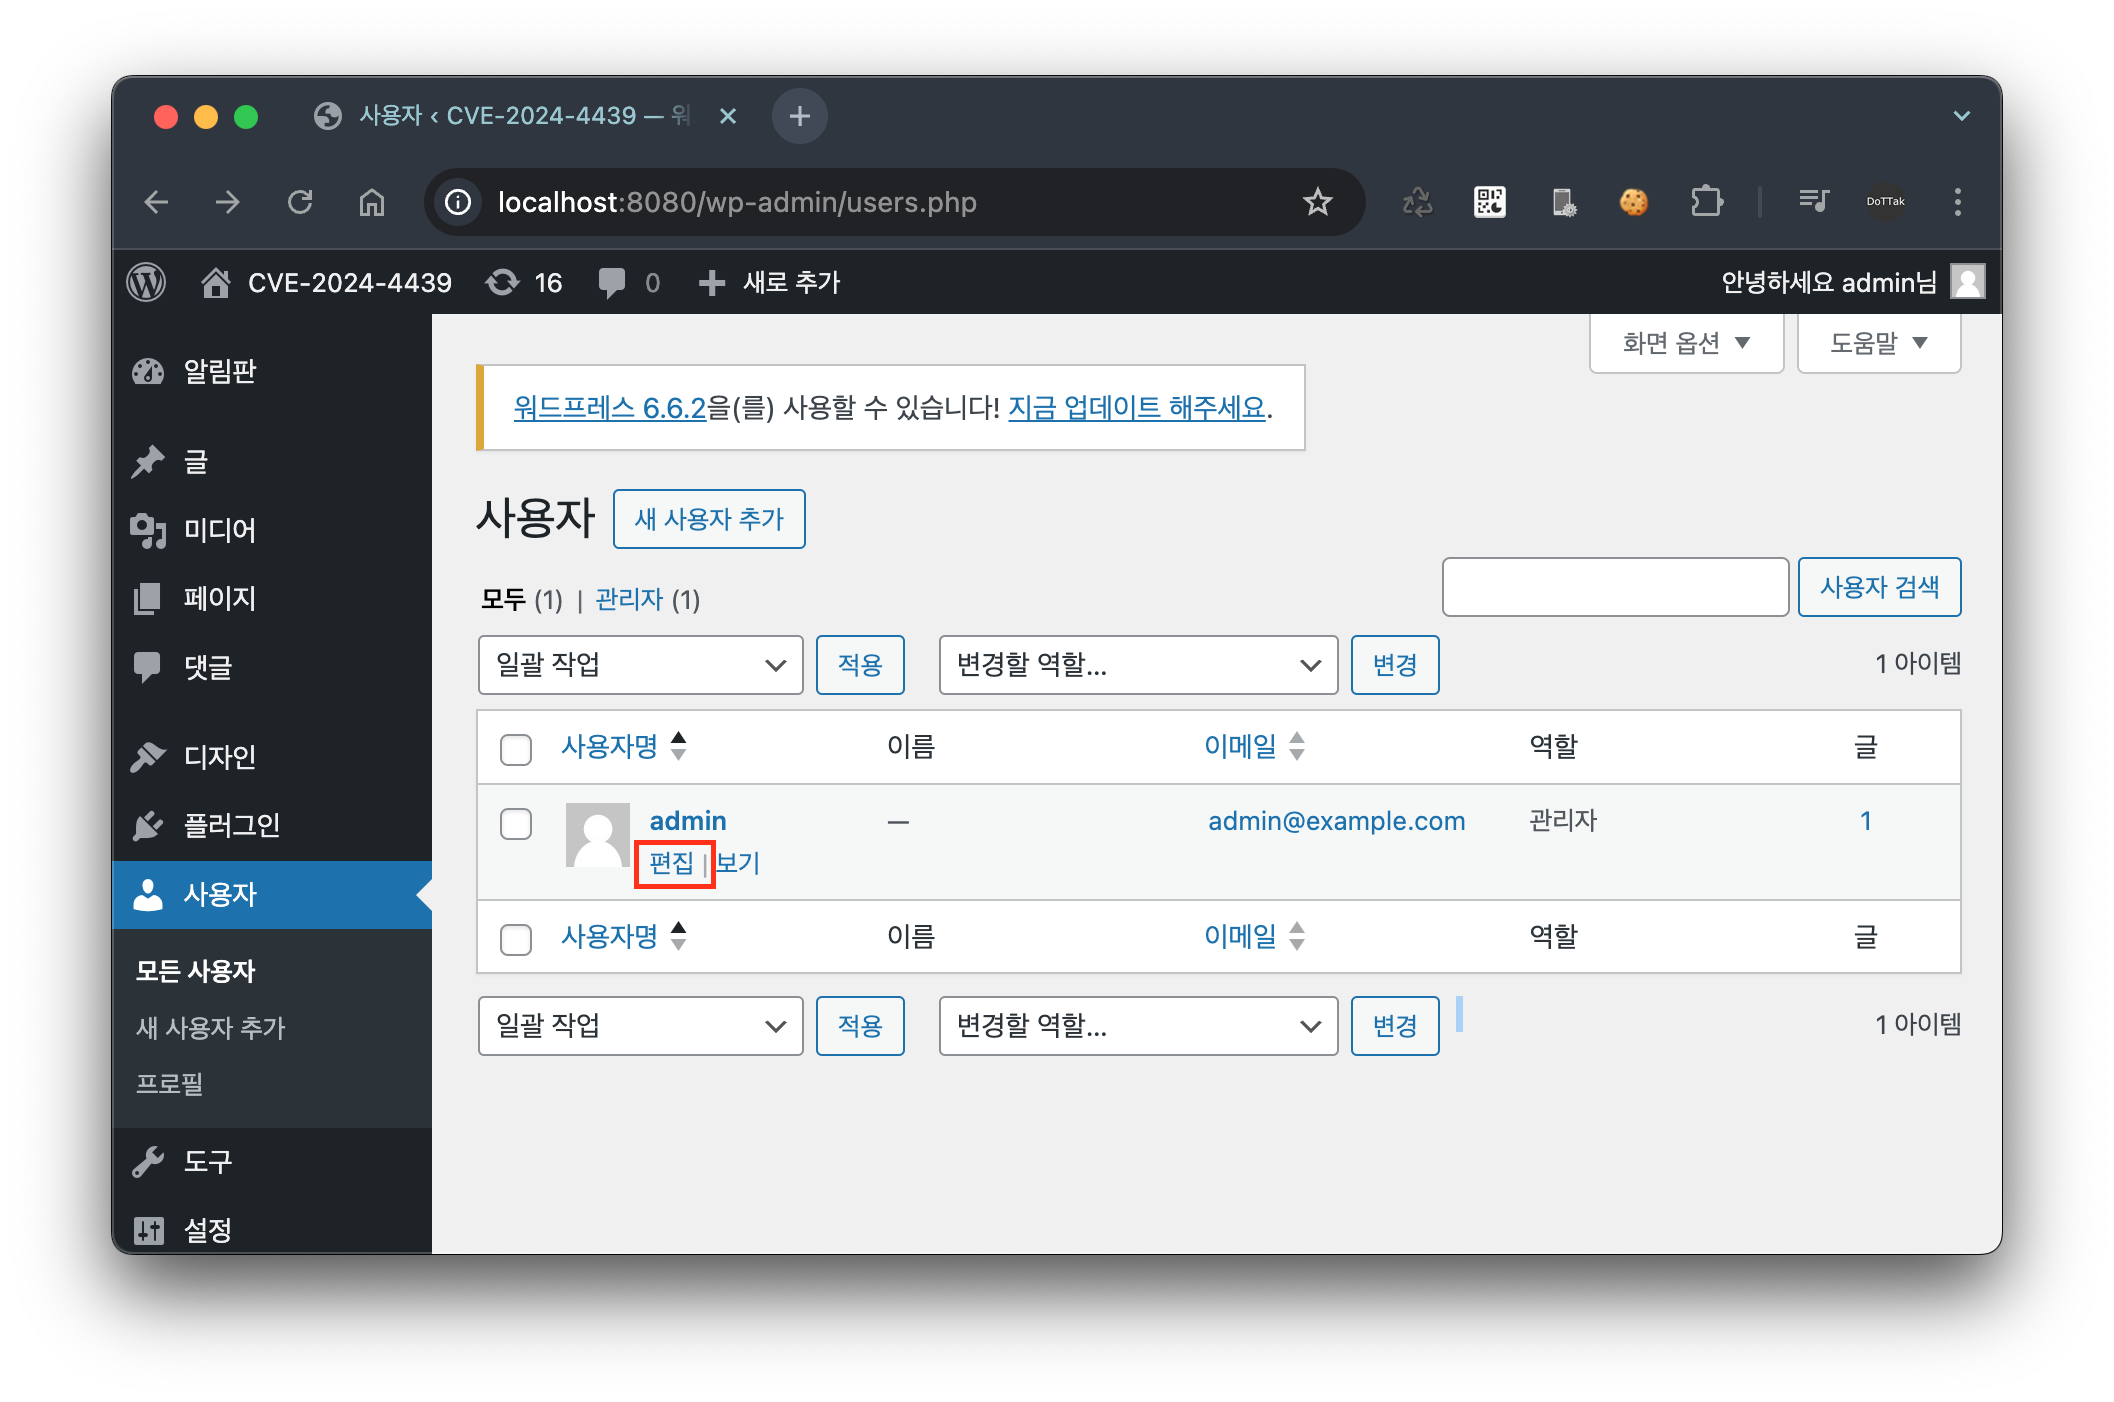 사용자 ‹ CVE-2024-4439 — 워
localhost:8080/wp-admin/users.php
DoTTak
CVE-2024-4439 16 0 새로 추가 안녕하세요 admin님
화면 옵션 도움말
알림판
글
미디어
페이지
댓글
디자인
플러그인
사용자
모든 사용자
새 사용자 추가
프로필
도구
설정
워드프레스 6.6.2을(를) 사용할 수 있습니다! 지금 업데이트 해주세요.
사용자 새 사용자 추가
모두 (1) | 관리자 (1)
사용자 검색
일괄 작업 적용 변경할 역할... 변경 1 아이템
사용자명 이름 이메일 역할 글
admin — admin@example.com 관리자 1
편집 | 보기
사용자명 이름 이메일 역할 글
일괄 작업 적용 변경할 역할... 변경 1 아이템